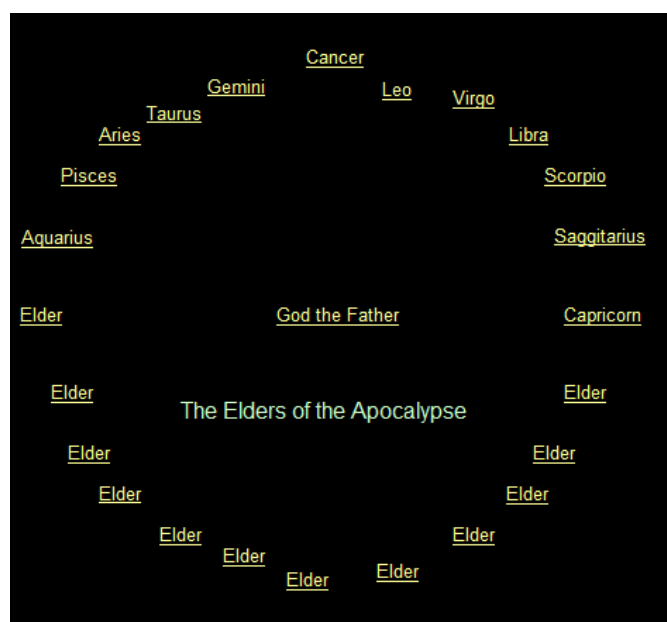 Cancer
Gemini
Leo
Virgo
Taurus
Aries
Libra
Pisces
Scorpio
Aquarius
Saggitarius
Elder
God the Father
Capricorn
Elder
Elder
The Elders of the Apocalypse
Elder
Elder
Elder
Elder
Elder
Elder
Elder
Elder
Elder
Elder